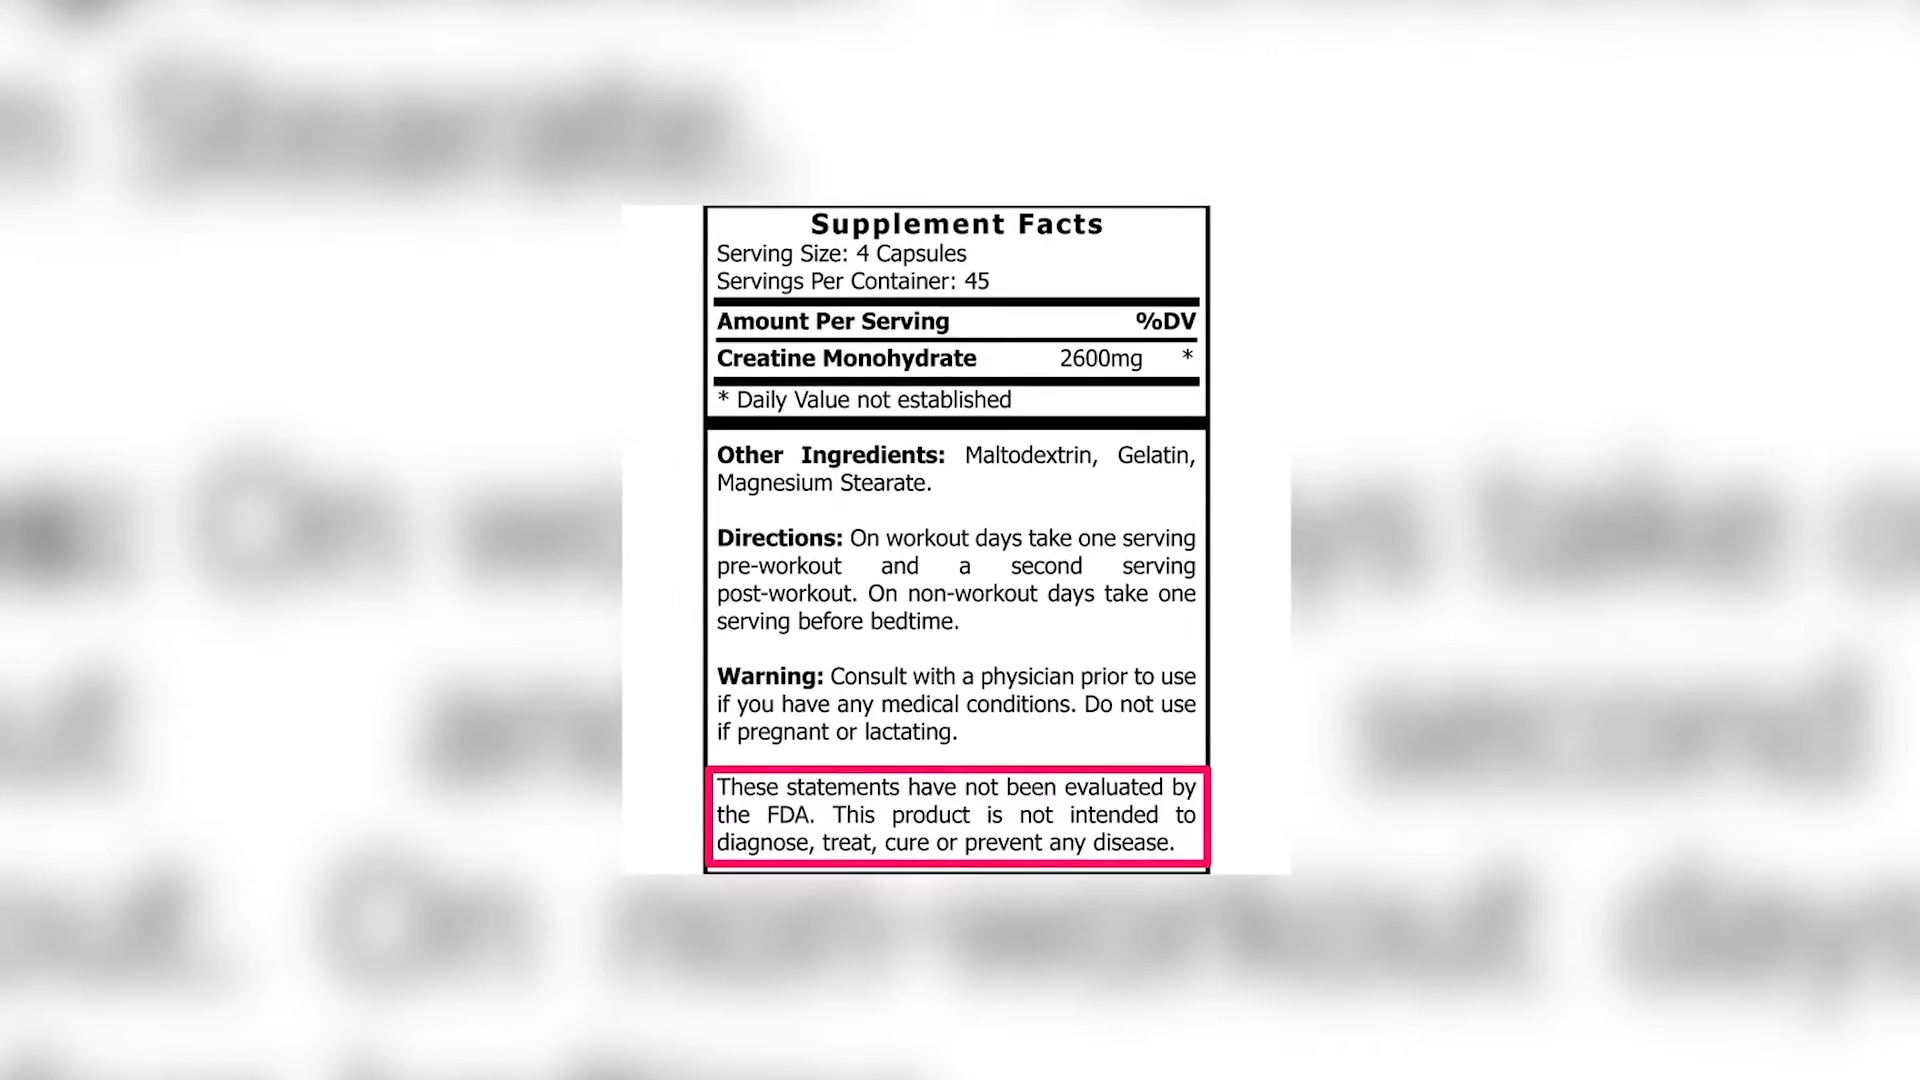 Supplement Facts
Serving Size: 4 Capsules
Servings Per Container: 45
Amount Per Serving %DV
Creatine Monohydrate 2600mg *
* Daily Value not established
Other Ingredients: Maltodextrin, Gelatin,
Magnesium Stearate.
Directions: On workout days take one serving
pre-workout and a second serving
post-workout. On non-workout days take one
serving before bedtime.
Warning: Consult with a physician prior to use
if you have any medical conditions. Do not use
if pregnant or lactating.
These statements have not been evaluated by
the FDA. This product is not intended to
diagnose, treat, cure or prevent any disease.